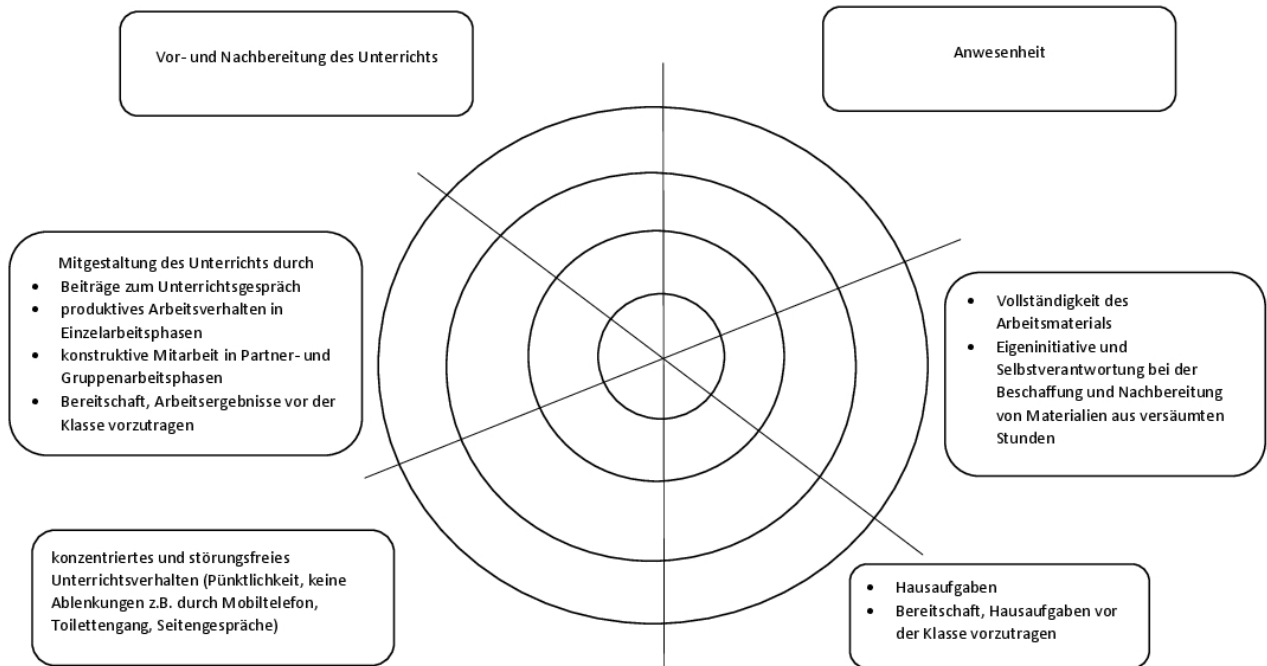 Vor- und Nachbereitung des Unterrichts
Anwesenheit
Mitgestaltung des Unterrichts durch
• Beiträge zum Unterrichtsgespräch
• produktives Arbeitsverhalten in
Einzelarbeitsphasen
• konstruktive Mitarbeit in Partner- und
Gruppenarbeitsphasen
• Bereitschaft, Arbeitsergebnisse vor der
Klasse vorzutragen
• Vollständigkeit des
Arbeitsmaterials
• Eigeninitiative und
Selbstverantwortung bei der
Beschaffung und Nachbereitung
von Materialien aus versäumten
Stunden
konzentriertes und störungsfreies
Unterrichtsverhalten (Pünktlichkeit, keine
Ablenkungen z.B. durch Mobiltelefon,
Toilettengang, Seitengespräche)
• Hausaufgaben
• Bereitschaft, Hausaufgaben vor
der Klasse vorzutragen